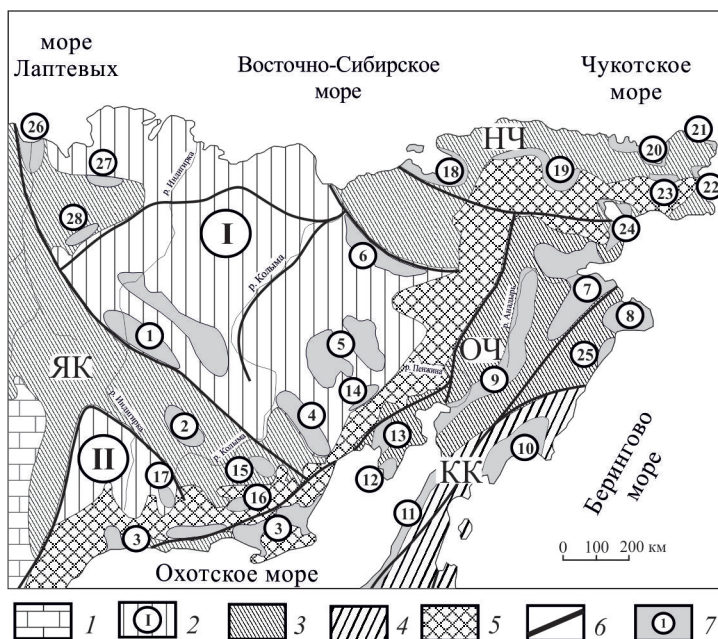 море
Лаптевых
Восточно-Сибирское
море
Чукотское
море
26
27
28
18
НЧ
19
20
21
22
23
24
р. Индигирка
I
р. Колыма
6
7
8
1
5
р. Анадырь
ОЧ
25
ЯК
р. Пенжина
9
14
р. Индигирка
2
4
13
10
II
р. Колыма
15
12
КК
17
16
11
3
3
Берингово
море
0 100 200 км
Охотское море
1 I 2 3 4 5 6 1 7